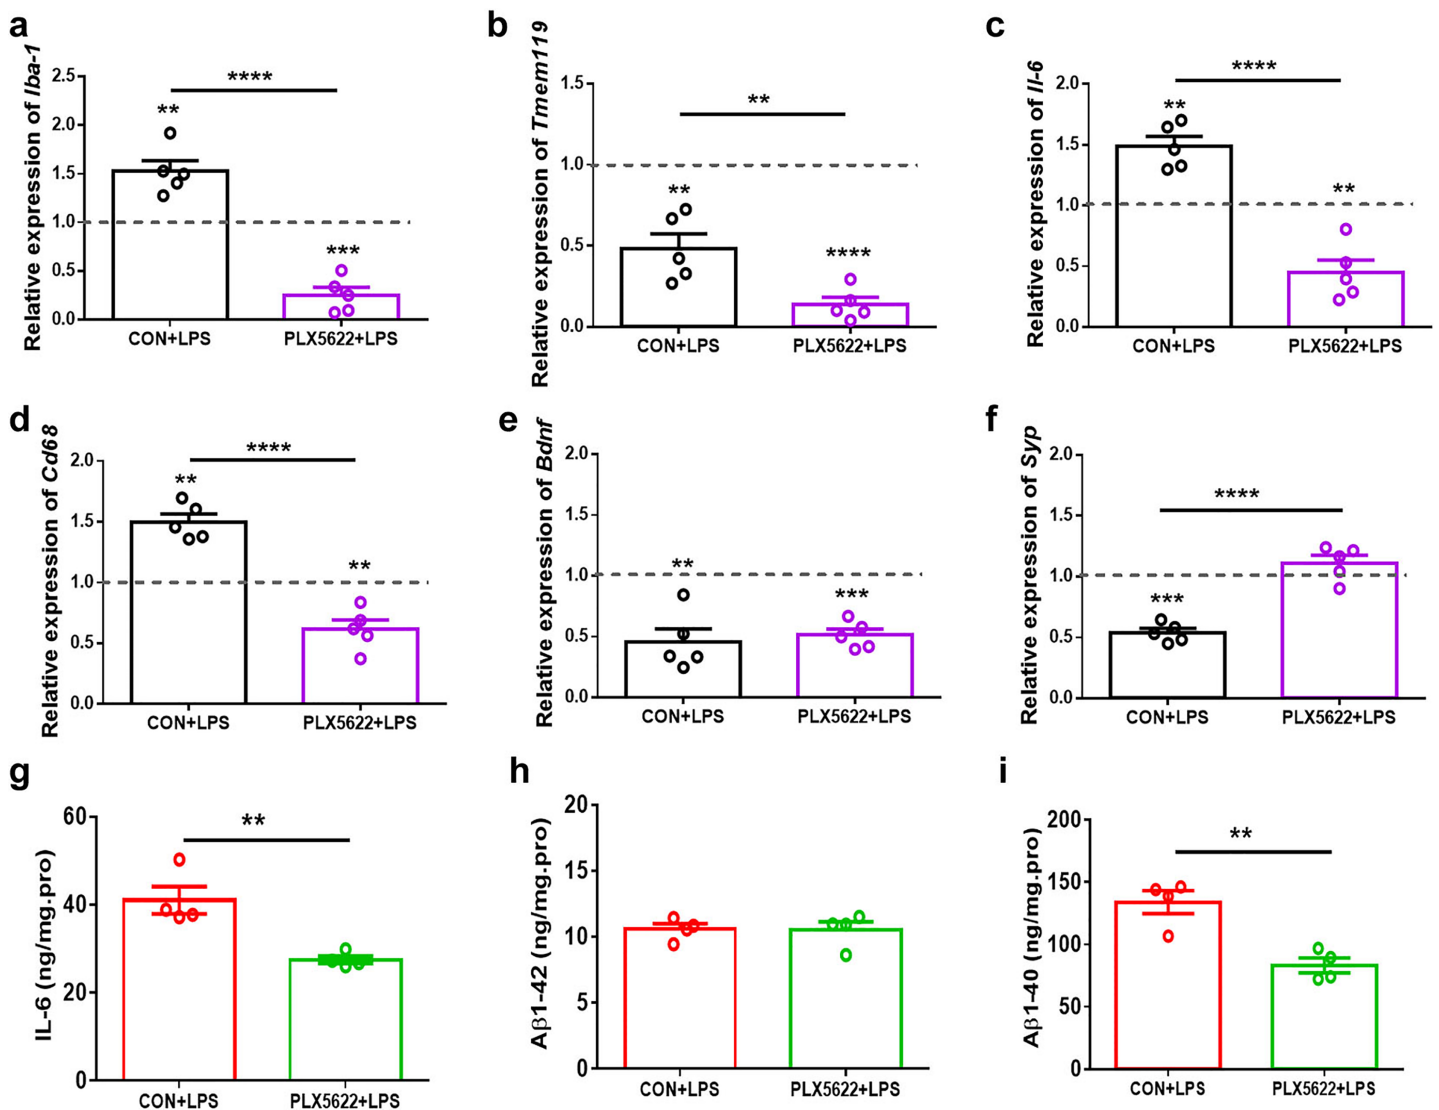 a
Relative expression of Iba-1
2.5
2.0
1.5
1.0
0.5
0.0
****
**
***
CON+LPS
PLX5622+LPS
b
Relative expression of Tmem119
1.5
1.0
0.5
0.0
**
**
****
CON+LPS
PLX5622+LPS
c
Relative expression of Il-6
2.0
1.5
1.0
0.5
0.0
****
**
**
CON+LPS
PLX5622+LPS
d
Relative expression of Cd68
2.0
1.5
1.0
0.5
0.0
****
**
**
CON+LPS
PLX5622+LPS
e
Relative expression of Bdnf
2.0
1.5
1.0
0.5
0.0
**
***
CON+LPS
PLX5622+LPS
f
Relative expression of Syp
2.0
1.5
1.0
0.5
0.0
****
***
CON+LPS
PLX5622+LPS
g
IL-6 (ng/mg.pro)
60
40
20
0
**
CON+LPS
PLX5622+LPS
h
Aβ1-42 (ng/mg.pro)
20
15
10
5
0
CON+LPS
PLX5622+LPS
i
Aβ1-40 (ng/mg.pro)
200
150
100
50
0
**
CON+LPS
PLX5622+LPS